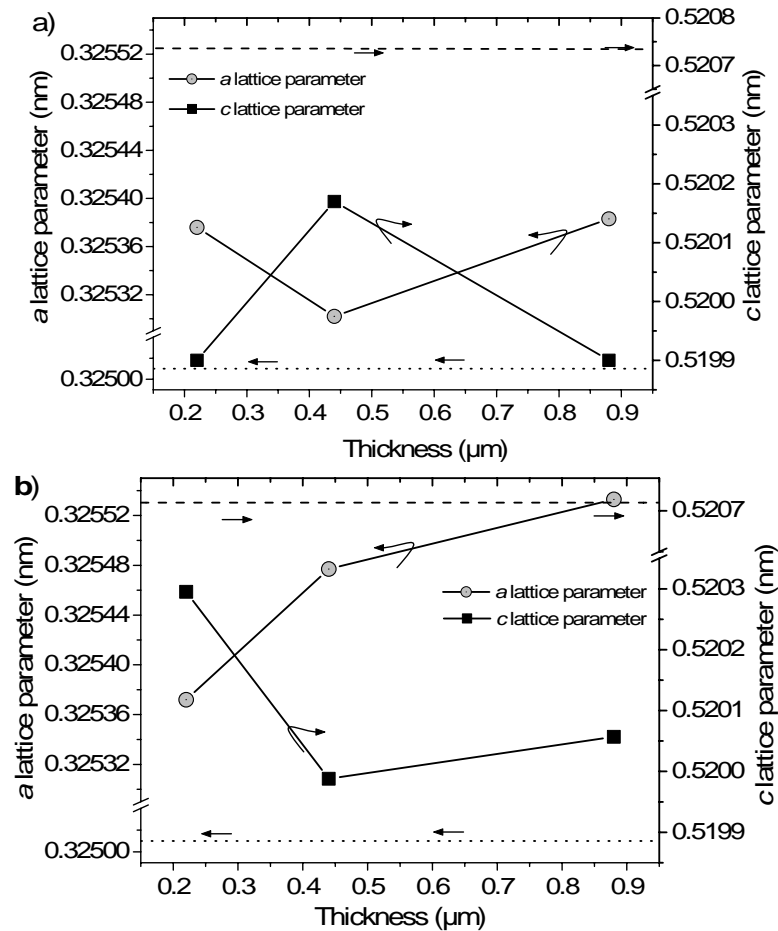 a)
0.5208
0.32552
0.5207
a lattice parameter
0.32548
c lattice parameter
0.32544
0.5203
0.32540
0.5202
0.32536
0.5201
0.32530
0.5200
0.32500
0.5199
a lattice parameter (nm)
c lattice parameter (nm)
0.2 0.3 0.4 0.5 0.6 0.7 0.8 0.9
Thickness (µm)
b)
0.32552
0.5207
0.32548
0.32544
a lattice parameter
0.5203
c lattice parameter
0.5202
0.32540
0.32536
0.5201
0.32532
0.5200
0.32500
0.5199
a lattice parameter (nm)
c lattice parameter (nm)
0.2 0.3 0.4 0.5 0.6 0.7 0.8 0.9
Thickness (µm)